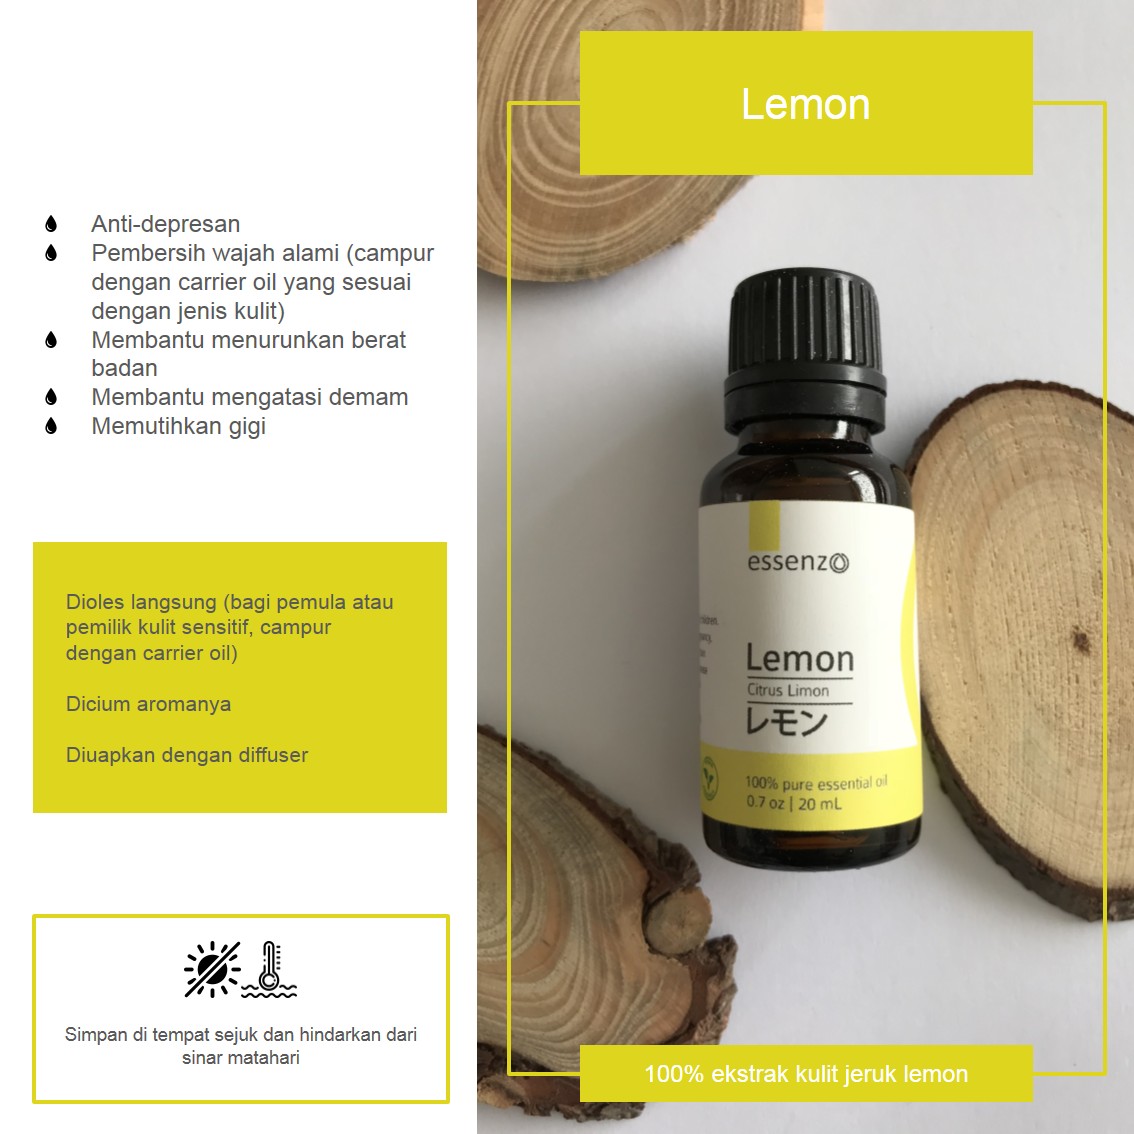 Anti-depresan
Pembersih wajah alami (campur
dengan carrier oil yang sesuai
dengan jenis kulit)
Membantu menurunkan berat
badan
Membantu mengatasi demam
Memutihkan gigi
Dioles langsung (bagi pemula atau
pemilik kulit sensitif, campur
dengan carrier oil)
Dicium aromanya
Diuapkan dengan diffuser
Simpan di tempat sejuk dan hindarkan dari
sinar matahari
Lemon
essenzo
Lemon
Citrus Limon
レモン
100% pure essential oil
0.7 oz | 20 mL
100% ekstrak kulit jeruk lemon